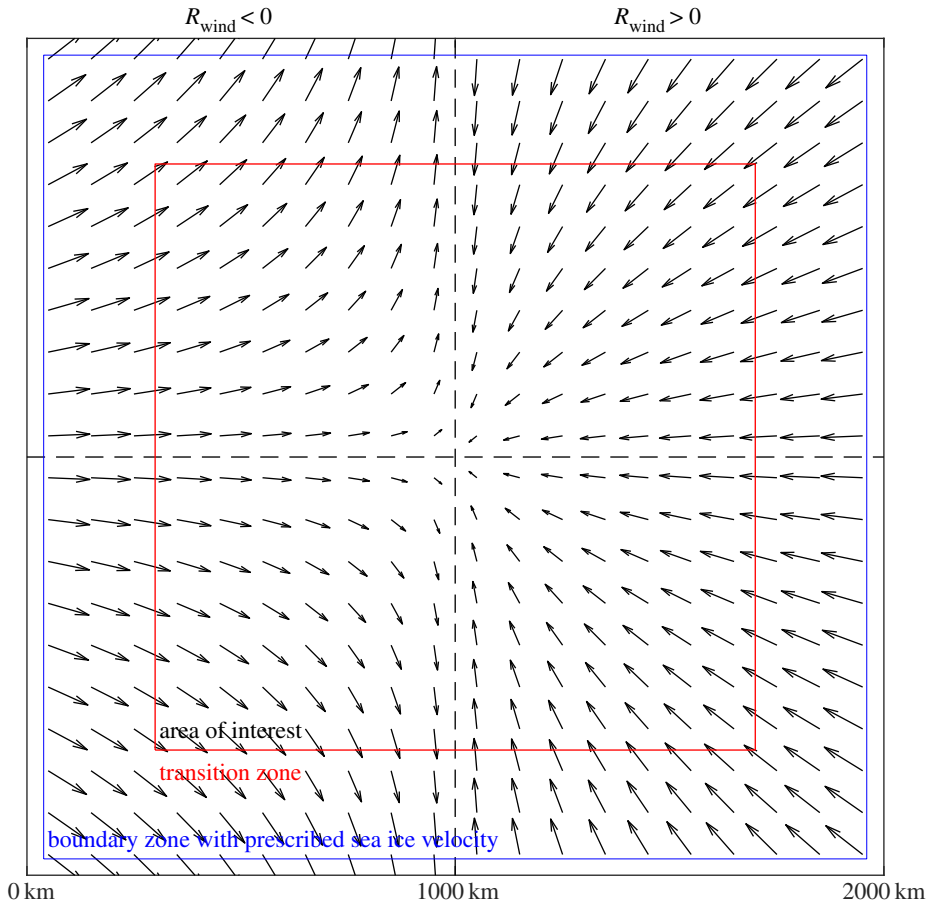 R_wind < 0
R_wind > 0
area of interest
transition zone
boundary zone with prescribed sea ice velocity
0 km
1000 km
2000 km